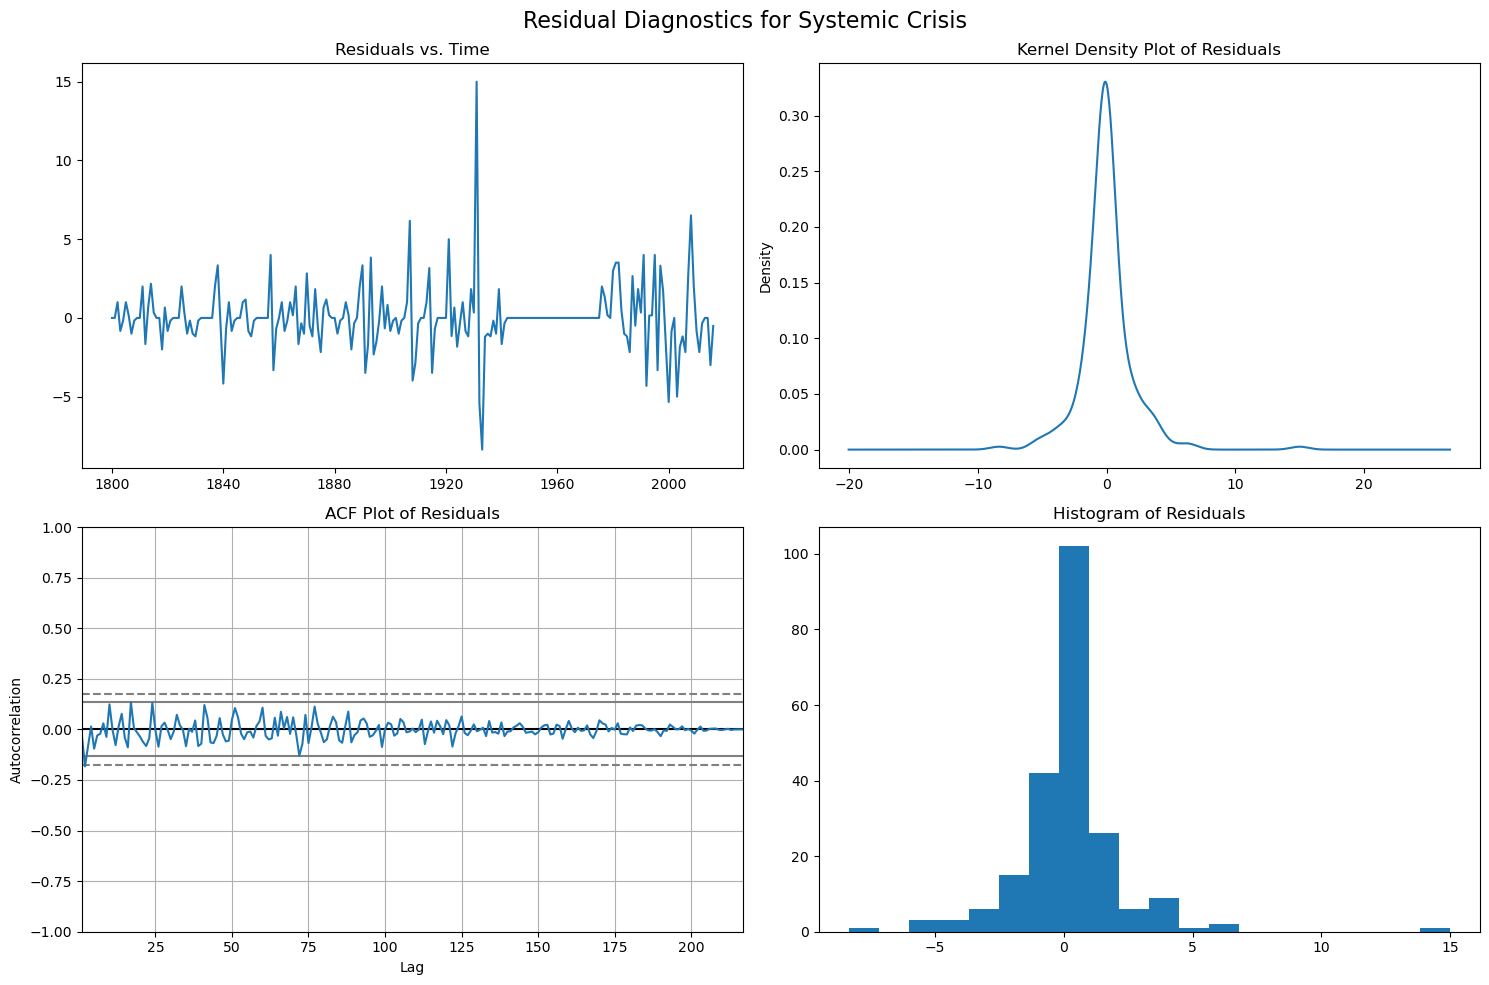 Residual Diagnostics for Systemic Crisis
Residuals vs. Time
15
10
5
0
−5
1800 1840 1880 1920 1960 2000
Kernel Density Plot of Residuals
Density
0.30
0.25
0.20
0.15
0.10
0.05
0.00
−20 −10 0 10 20
ACF Plot of Residuals
Autocorrelation
1.00
0.75
0.50
0.25
0.00
−0.25
−0.50
−0.75
−1.00
25 50 75 100 125 150 175 200
Lag
Histogram of Residuals
100
80
60
40
20
0
−5 0 5 10 15